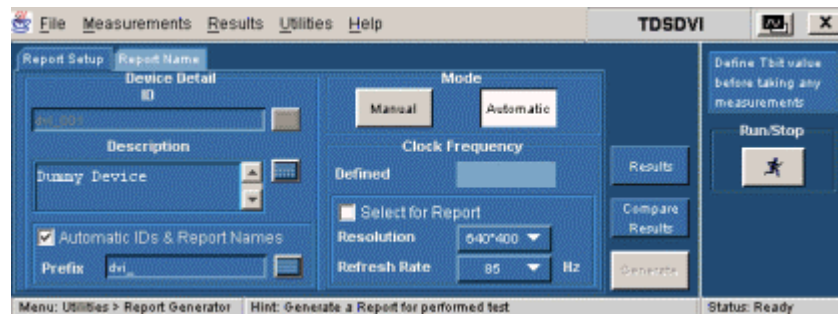 File Measurements Results Utilities Help TDSDVI X
Report Setup Report Name
Device Detail
ID
dvi_001
Description
Dummy Device
Automatic IDs & Report Names
Prefix dvi_
Mode
Manual Automatic
Clock Frequency
Defined
Select for Report
Resolution 640*400
Refresh Rate 85 Hz
Results
Compare
Results
Generate
Define Tbit value
before taking any
measurements
Run/Stop
Menu: Utilities > Report Generator Hint: Generate a Report for performed test Status: Ready